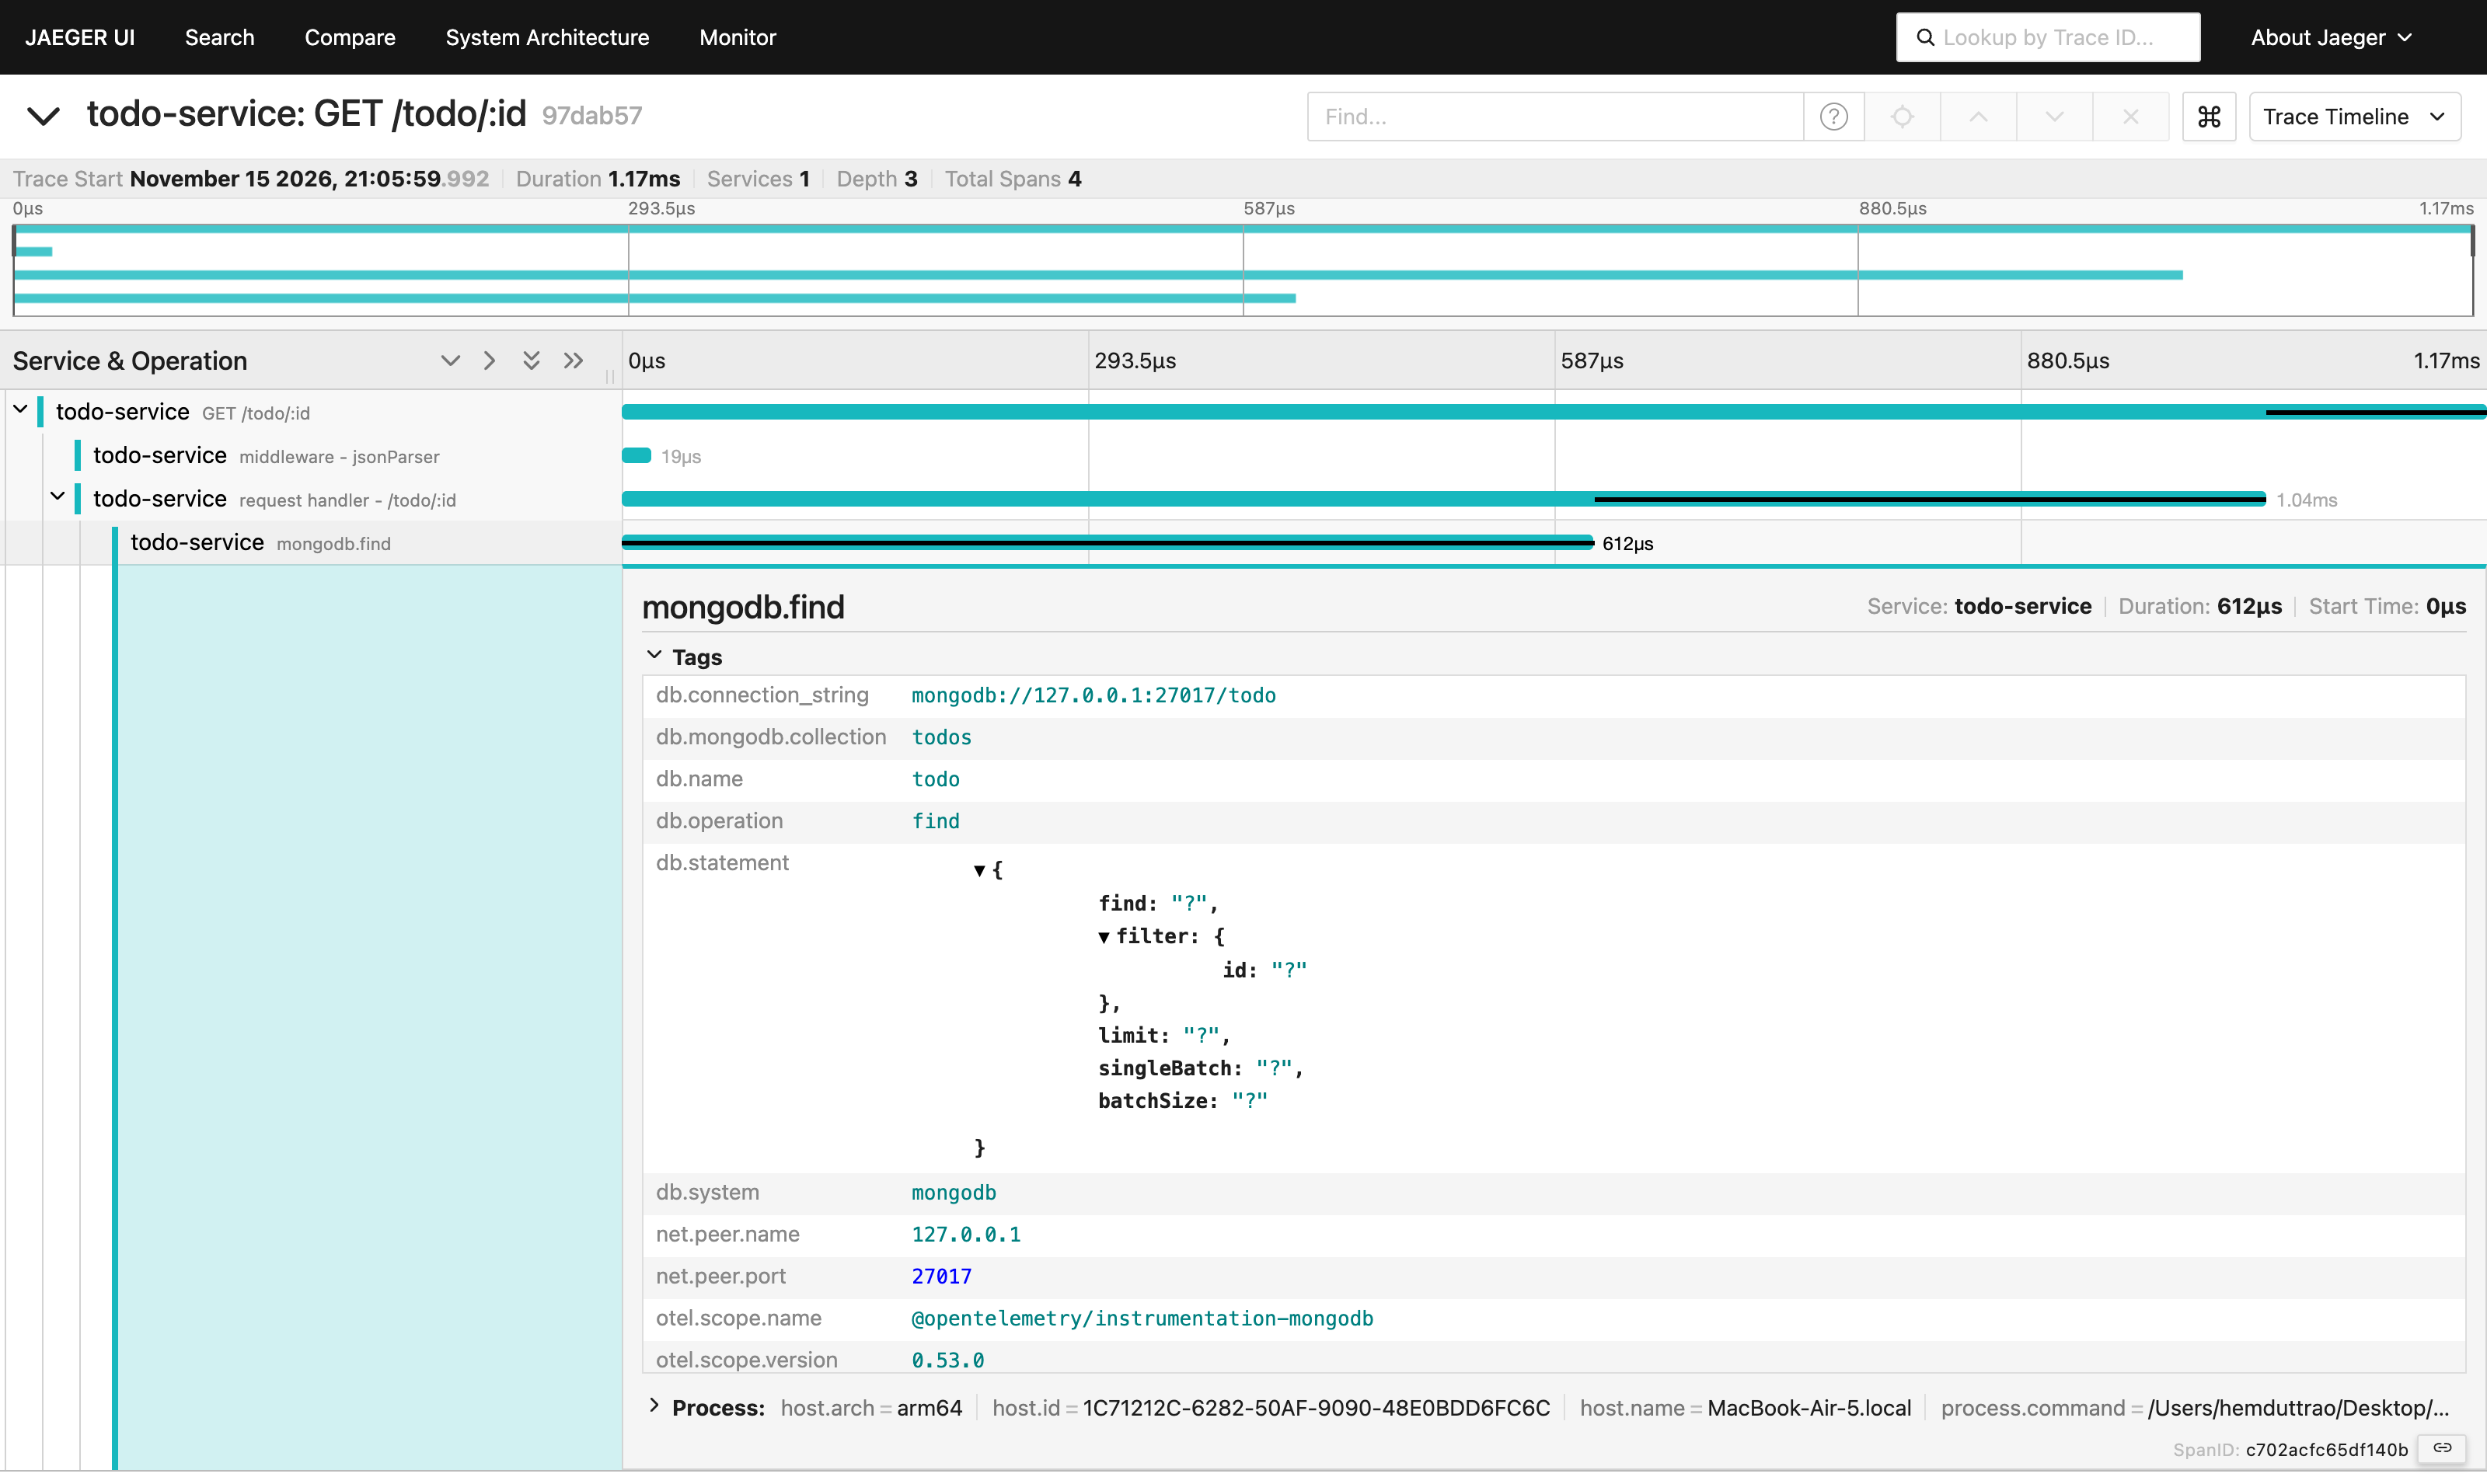 JAEGER UI Search Compare System Architecture Monitor Lookup by Trace ID... About Jaeger
todo-service: GET /todo/:id 97dab57 Find... ? ⌘ Trace Timeline
Trace Start November 15 2026, 21:05:59.992 Duration 1.17ms Services 1 Depth 3 Total Spans 4
0μs 293.5μs 587μs 880.5μs 1.17ms
Service & Operation 0μs 293.5μs 587μs 880.5μs 1.17ms
todo-service GET /todo/:id
todo-service middleware - jsonParser 19μs
todo-service request handler - /todo/:id 1.04ms
todo-service mongodb.find 612μs
mongodb.find Service: todo-service Duration: 612μs Start Time: 0μs
Tags
db.connection_string mongodb://127.0.0.1:27017/todo
db.mongodb.collection todos
db.name todo
db.operation find
db.statement {
find: "?",
filter: {
id: "?"
},
limit: "?",
singleBatch: "?",
batchSize: "?"
}
db.system mongodb
net.peer.name 127.0.0.1
net.peer.port 27017
otel.scope.name @opentelemetry/instrumentation-mongodb
otel.scope.version 0.53.0
Process: host.arch = arm64 host.id = 1C71212C-6282-50AF-9090-48E0BDD6FC6C host.name = MacBook-Air-5.local process.command = /Users/hemduttrao/Desktop/...
SpanID: c702acfc65df140b